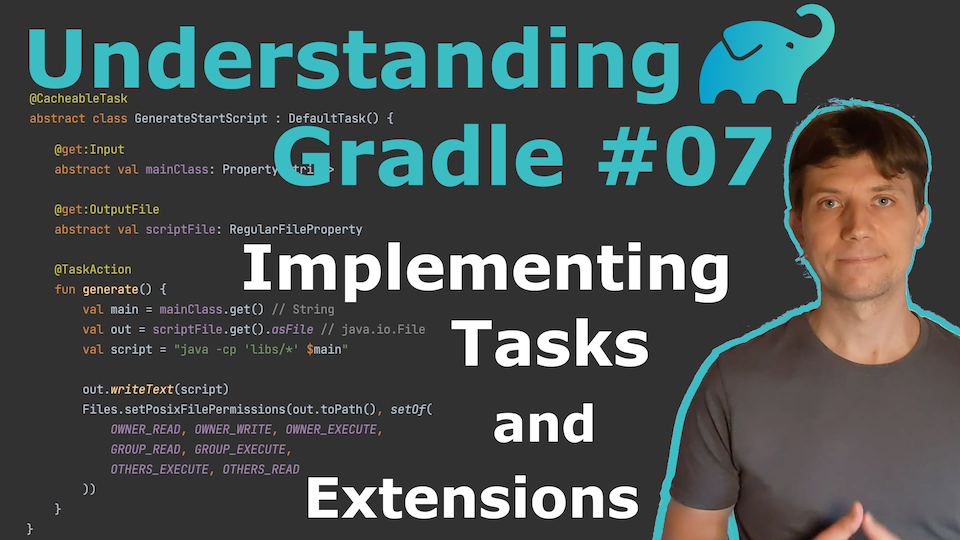 Understanding
Gradle #07
Implementing
Tasks
and
Extensions
@CacheableTask
abstract class GenerateStartScript : DefaultTask() {
@get:Input
abstract val mainClass: Property<String>
@get:OutputFile
abstract val scriptFile: RegularFileProperty
@TaskAction
fun generate() {
val main = mainClass.get() // String
val out = scriptFile.get().asFile // java.io.File
val script = "java -cp 'libs/*' $main"
out.writeText(script)
Files.setPosixFilePermissions(out.toPath(), setOf(
OWNER_READ, OWNER_WRITE, OWNER_EXECUTE,
GROUP_READ, GROUP_EXECUTE,
OTHERS_EXECUTE, OTHERS_READ
))
}
}